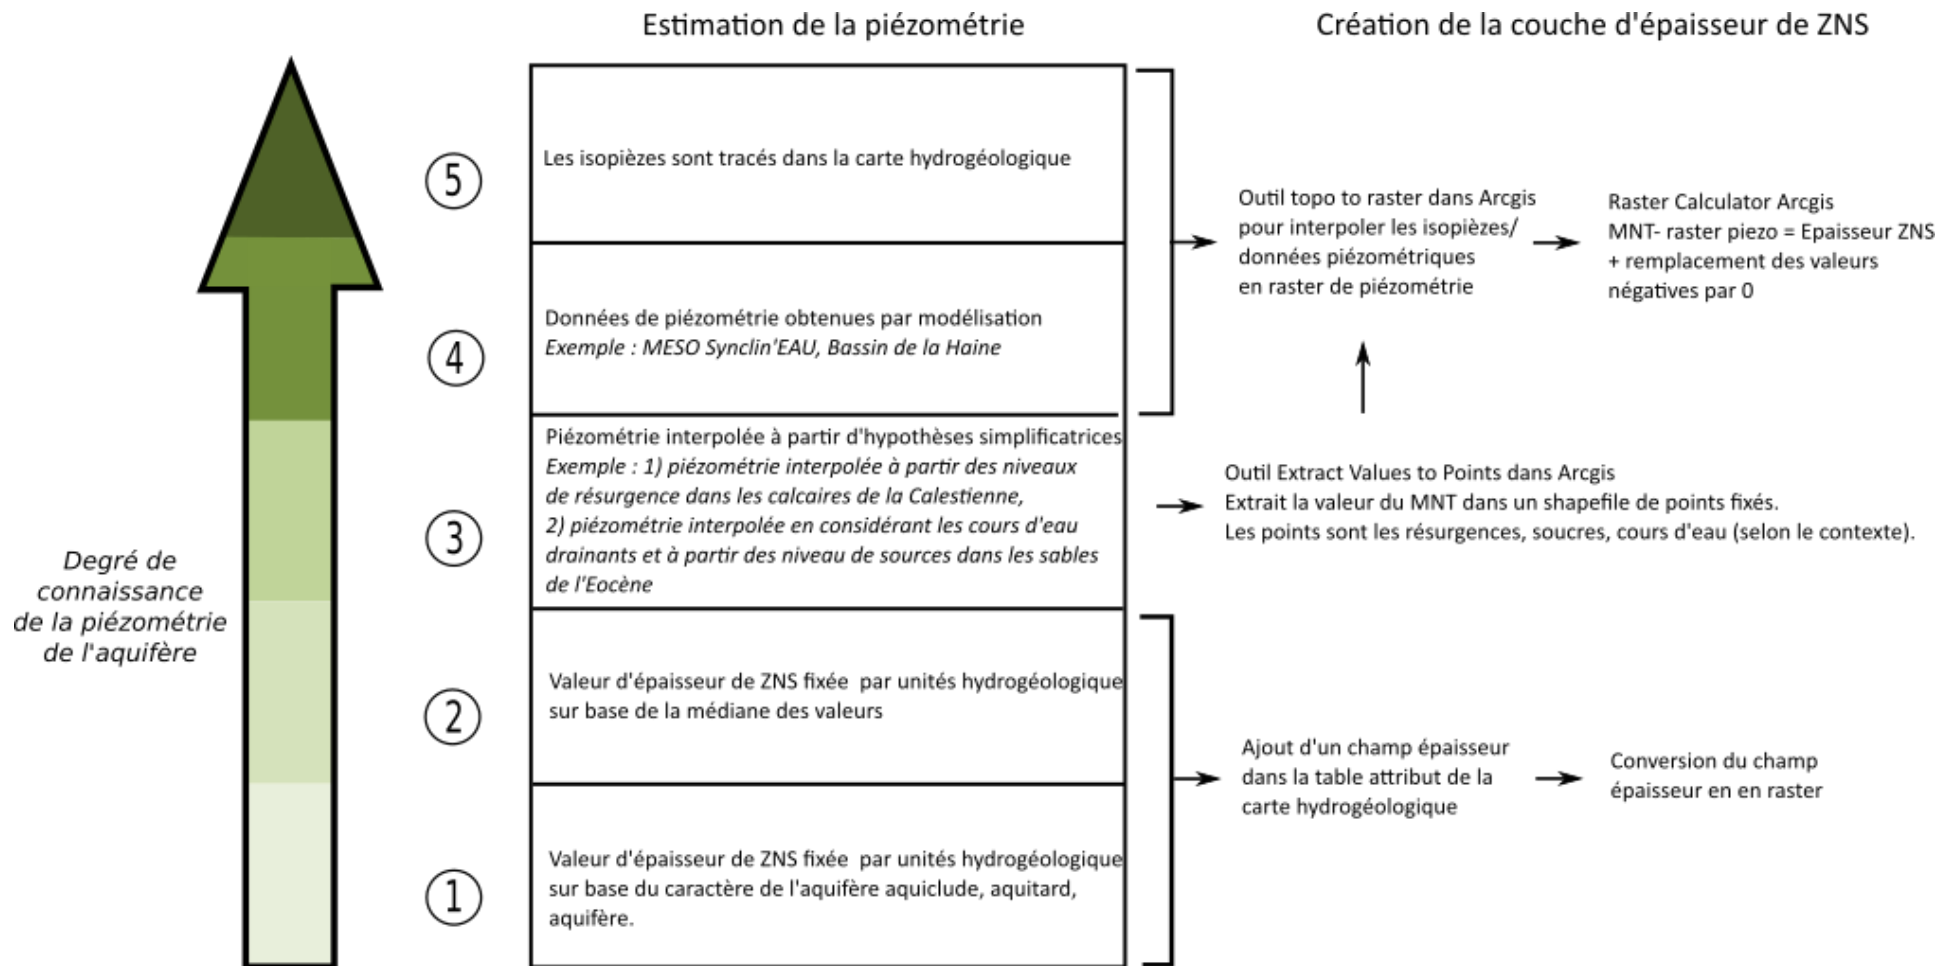 Estimation de la piézométrie
Création de la couche d'épaisseur de ZNS
Degré de
connaissance
de la piézométrie
de l'aquifère
5
Les isopièzes sont tracés dans la carte hydrogéologique
4
Données de piézométrie obtenues par modélisation
Exemple : MESO Synclin'EAU, Bassin de la Haine
Outil topo to raster dans Arcgis
pour interpoler les isopièzes/
données piézométriques
en raster de piézométrie
Raster Calculator Arcgis
MNT- raster piezo = Epaisseur ZNS
+ remplacement des valeurs
négatives par 0
3
Piézométrie interpolée à partir d'hypothèses simplificatrices
Exemple : 1) piézométrie interpolée à partir des niveaux
de résurgence dans les calcaires de la Calestienne,
2) piézométrie interpolée en considérant les cours d'eau
drainants et à partir des niveau de sources dans les sables
de l'Eocène
Outil Extract Values to Points dans Arcgis
Extrait la valeur du MNT dans un shapefile de points fixés.
Les points sont les résurgences, soucres, cours d'eau (selon le contexte).
2
Valeur d'épaisseur de ZNS fixée par unités hydrogéologique
sur base de la médiane des valeurs
1
Valeur d'épaisseur de ZNS fixée par unités hydrogéologique
sur base du caractère de l'aquifère aquiclude, aquitard,
aquifère.
Ajout d'un champ épaisseur
dans la table attribut de la
carte hydrogéologique
Conversion du champ
épaisseur en en raster